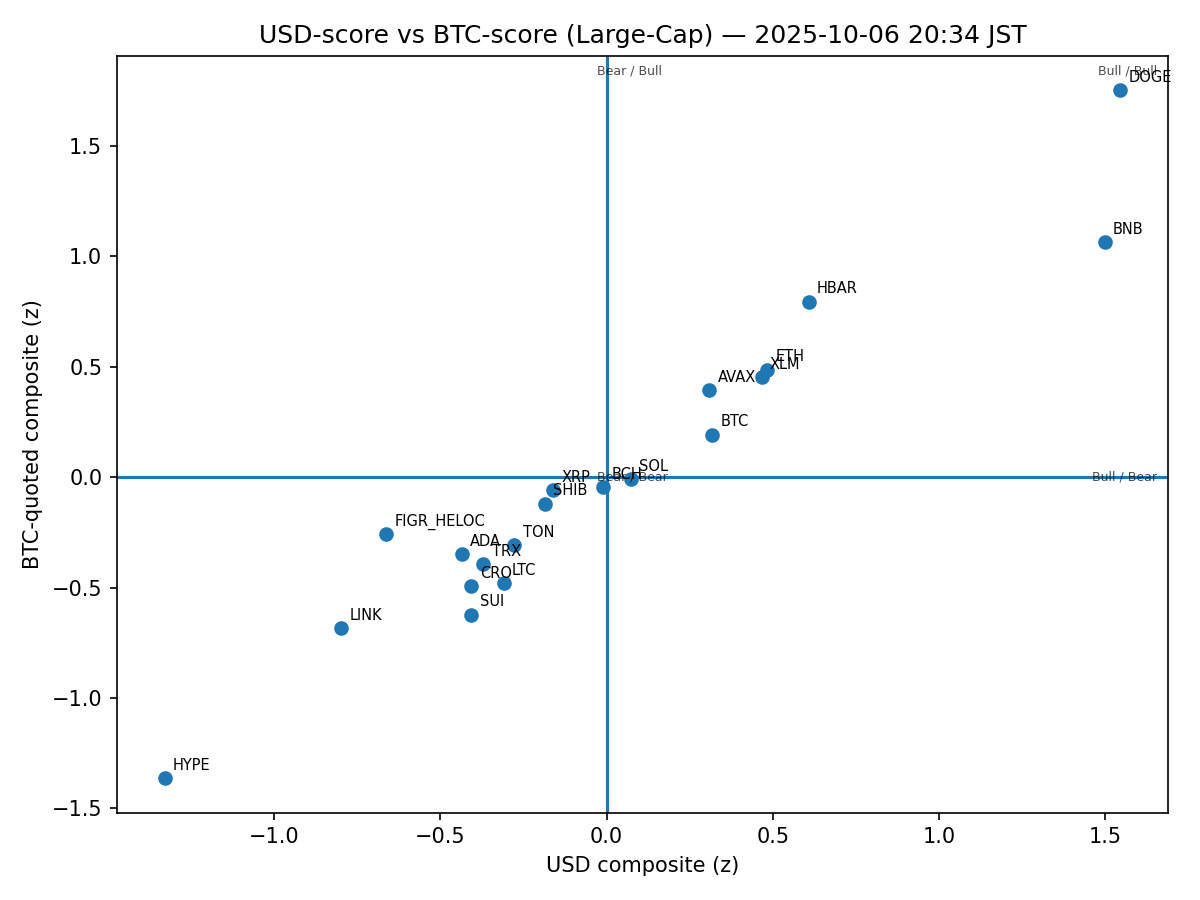 USD-score vs BTC-score (Large-Cap) — 2025-10-06 20:34 JST
Bear / Bull
Bull / Bull
DOGE
1.5
BNB
1.0
HBAR
ETH
XLM
0.5
AVAX
BTC
SOL
BCH
XRP
0.0
Bear / Bear
Bull / Bear
SHIB
FIGR_HELOC
TON
ADA
TRX
CRO
LTC
−0.5
SUI
LINK
−1.0
HYPE
−1.5
−1.0
−0.5
0.0
0.5
1.0
1.5
USD composite (z)
BTC-quoted composite (z)